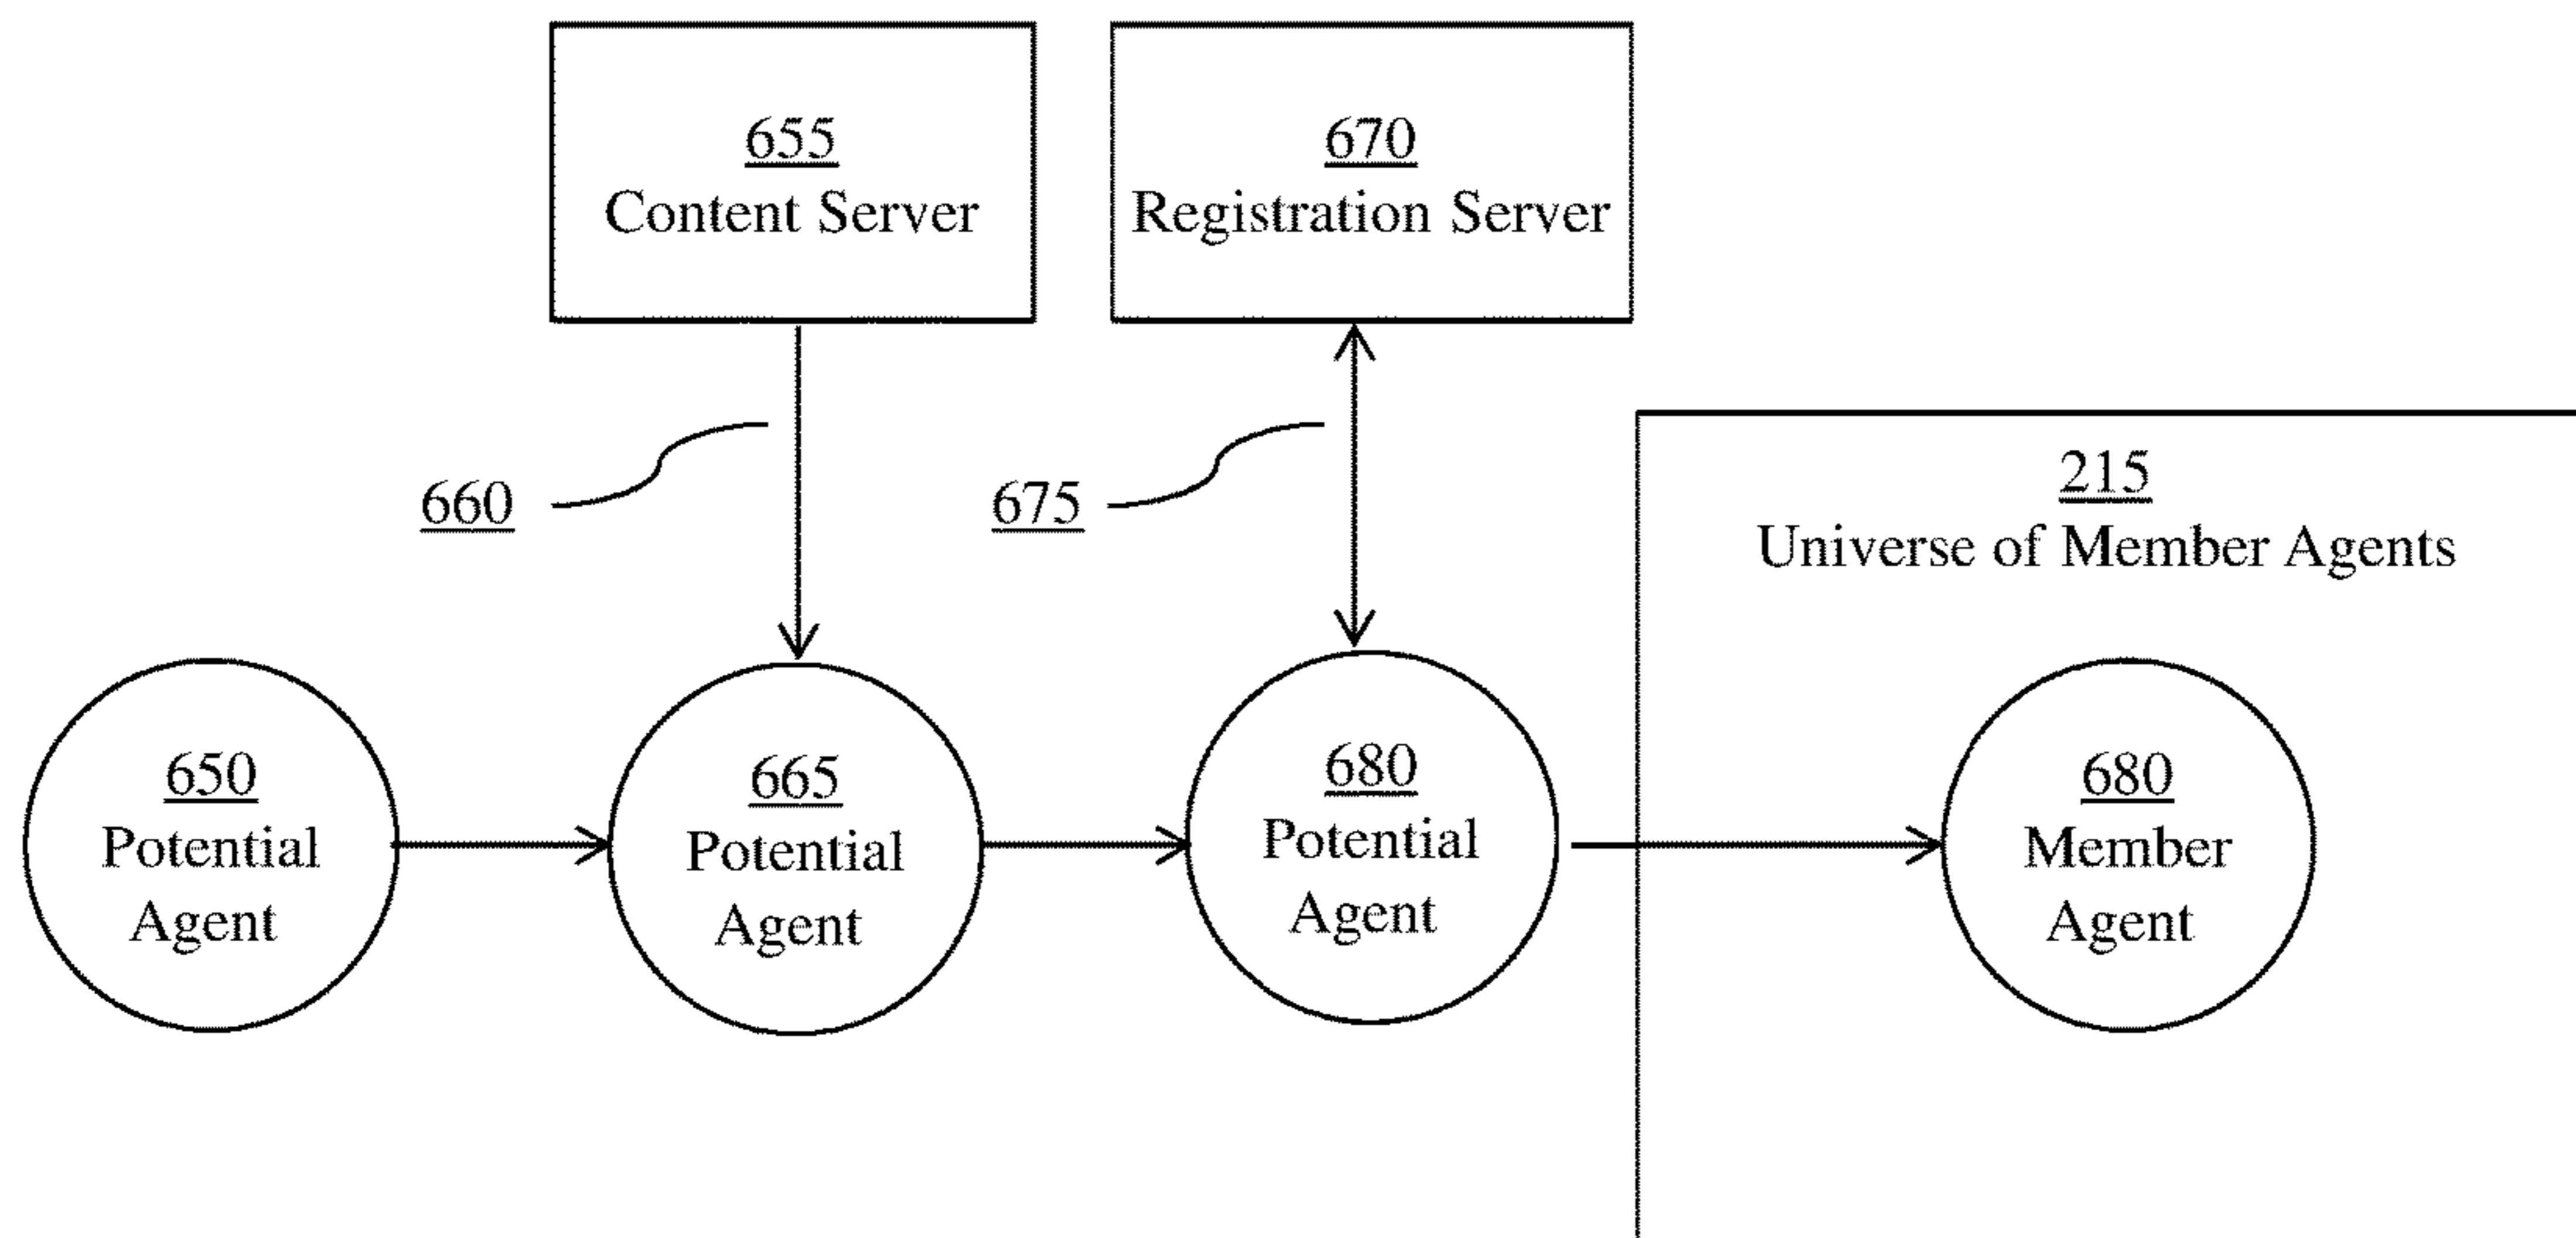 655
Content Server
670
Registration Server
660
675
215
Universe of Member Agents
650
Potential
Agent
665
Potential
Agent
680
Potential
Agent
680
Member
Agent